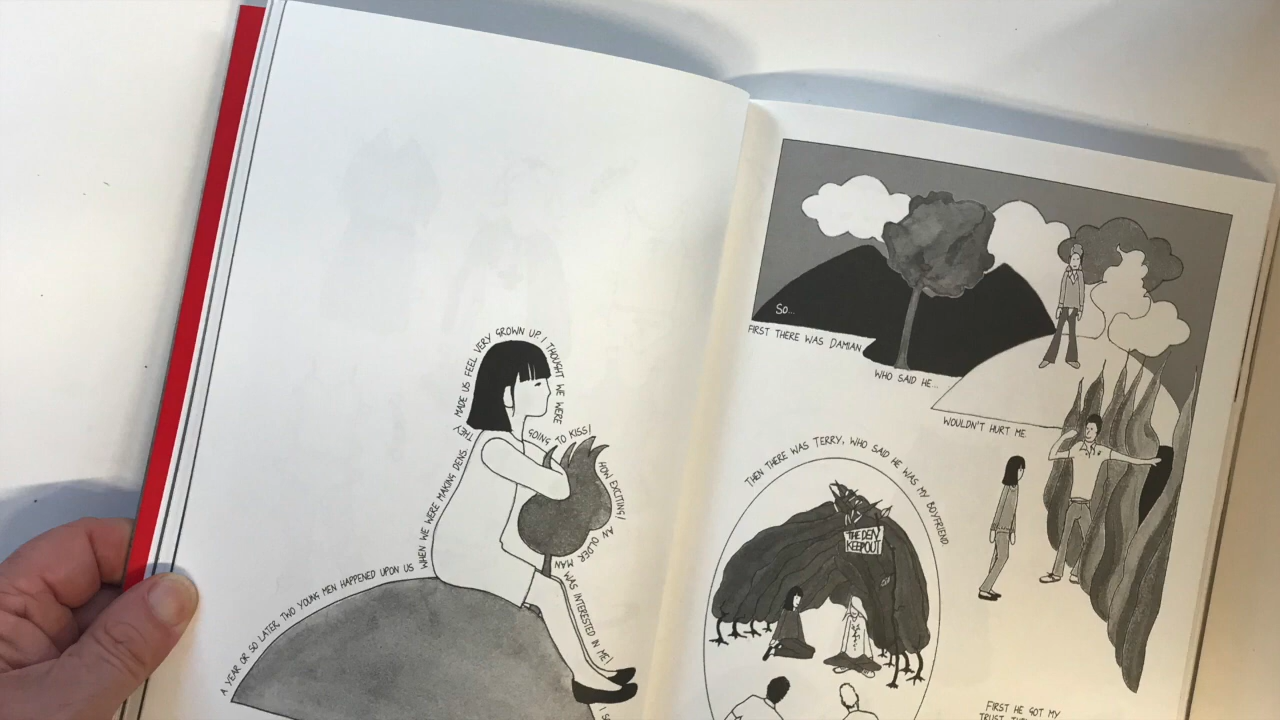 A YEAR OR SO LATER, TWO YOUNG MEN HAPPENED UPON US WHEN WE WERE MAKING DENS. THEY MADE US FEEL VERY GROWN UP. I THOUGHT WE WERE GOING TO KISS! HOW EXCITING! AN OLDER MAN WAS INTERESTED IN ME!
So...
FIRST THERE WAS DAMIAN
WHO SAID HE...
WOULDN'T HURT ME
THEN THERE WAS TERRY, WHO SAID HE WAS MY BOYFRIEND
THE DEN
KEEP OUT
FIRST HE GOT MY